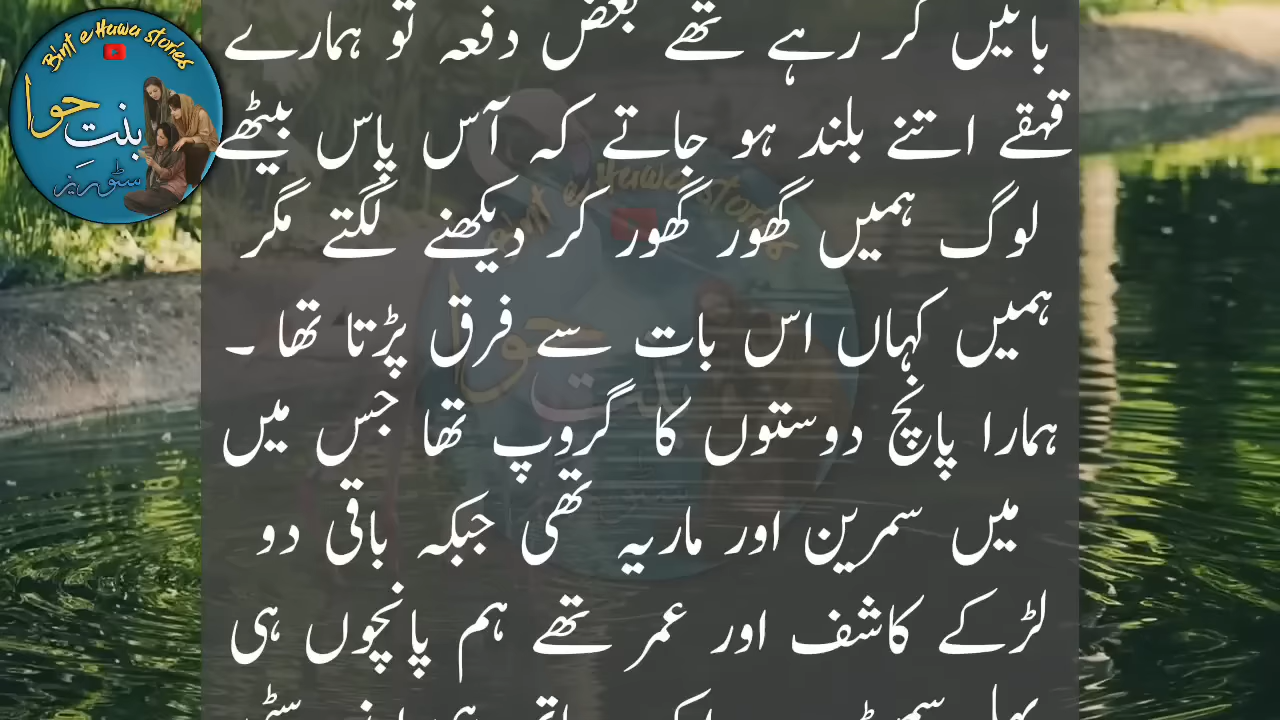 Bint e Hawa stories
بنتِ حوا
سٹوریز
باتیں کر رہے تھے بعض دفعہ تو ہمارے
قہقے اتنے بلند ہو جاتے کہ آس پاس بیٹھے
لوگ ہمیں گھور گھور کر دیکھنے لگتے مگر
ہمیں کہاں اس بات سے فرق پڑتا تھا ۔
ہمارا پانچ دوستوں کا گروپ تھا جس میں
میں سمرین اور ماریہ تھی جبکہ باقی دو
لڑکے کاشف اور عمر تھے ہم پانچوں ہی